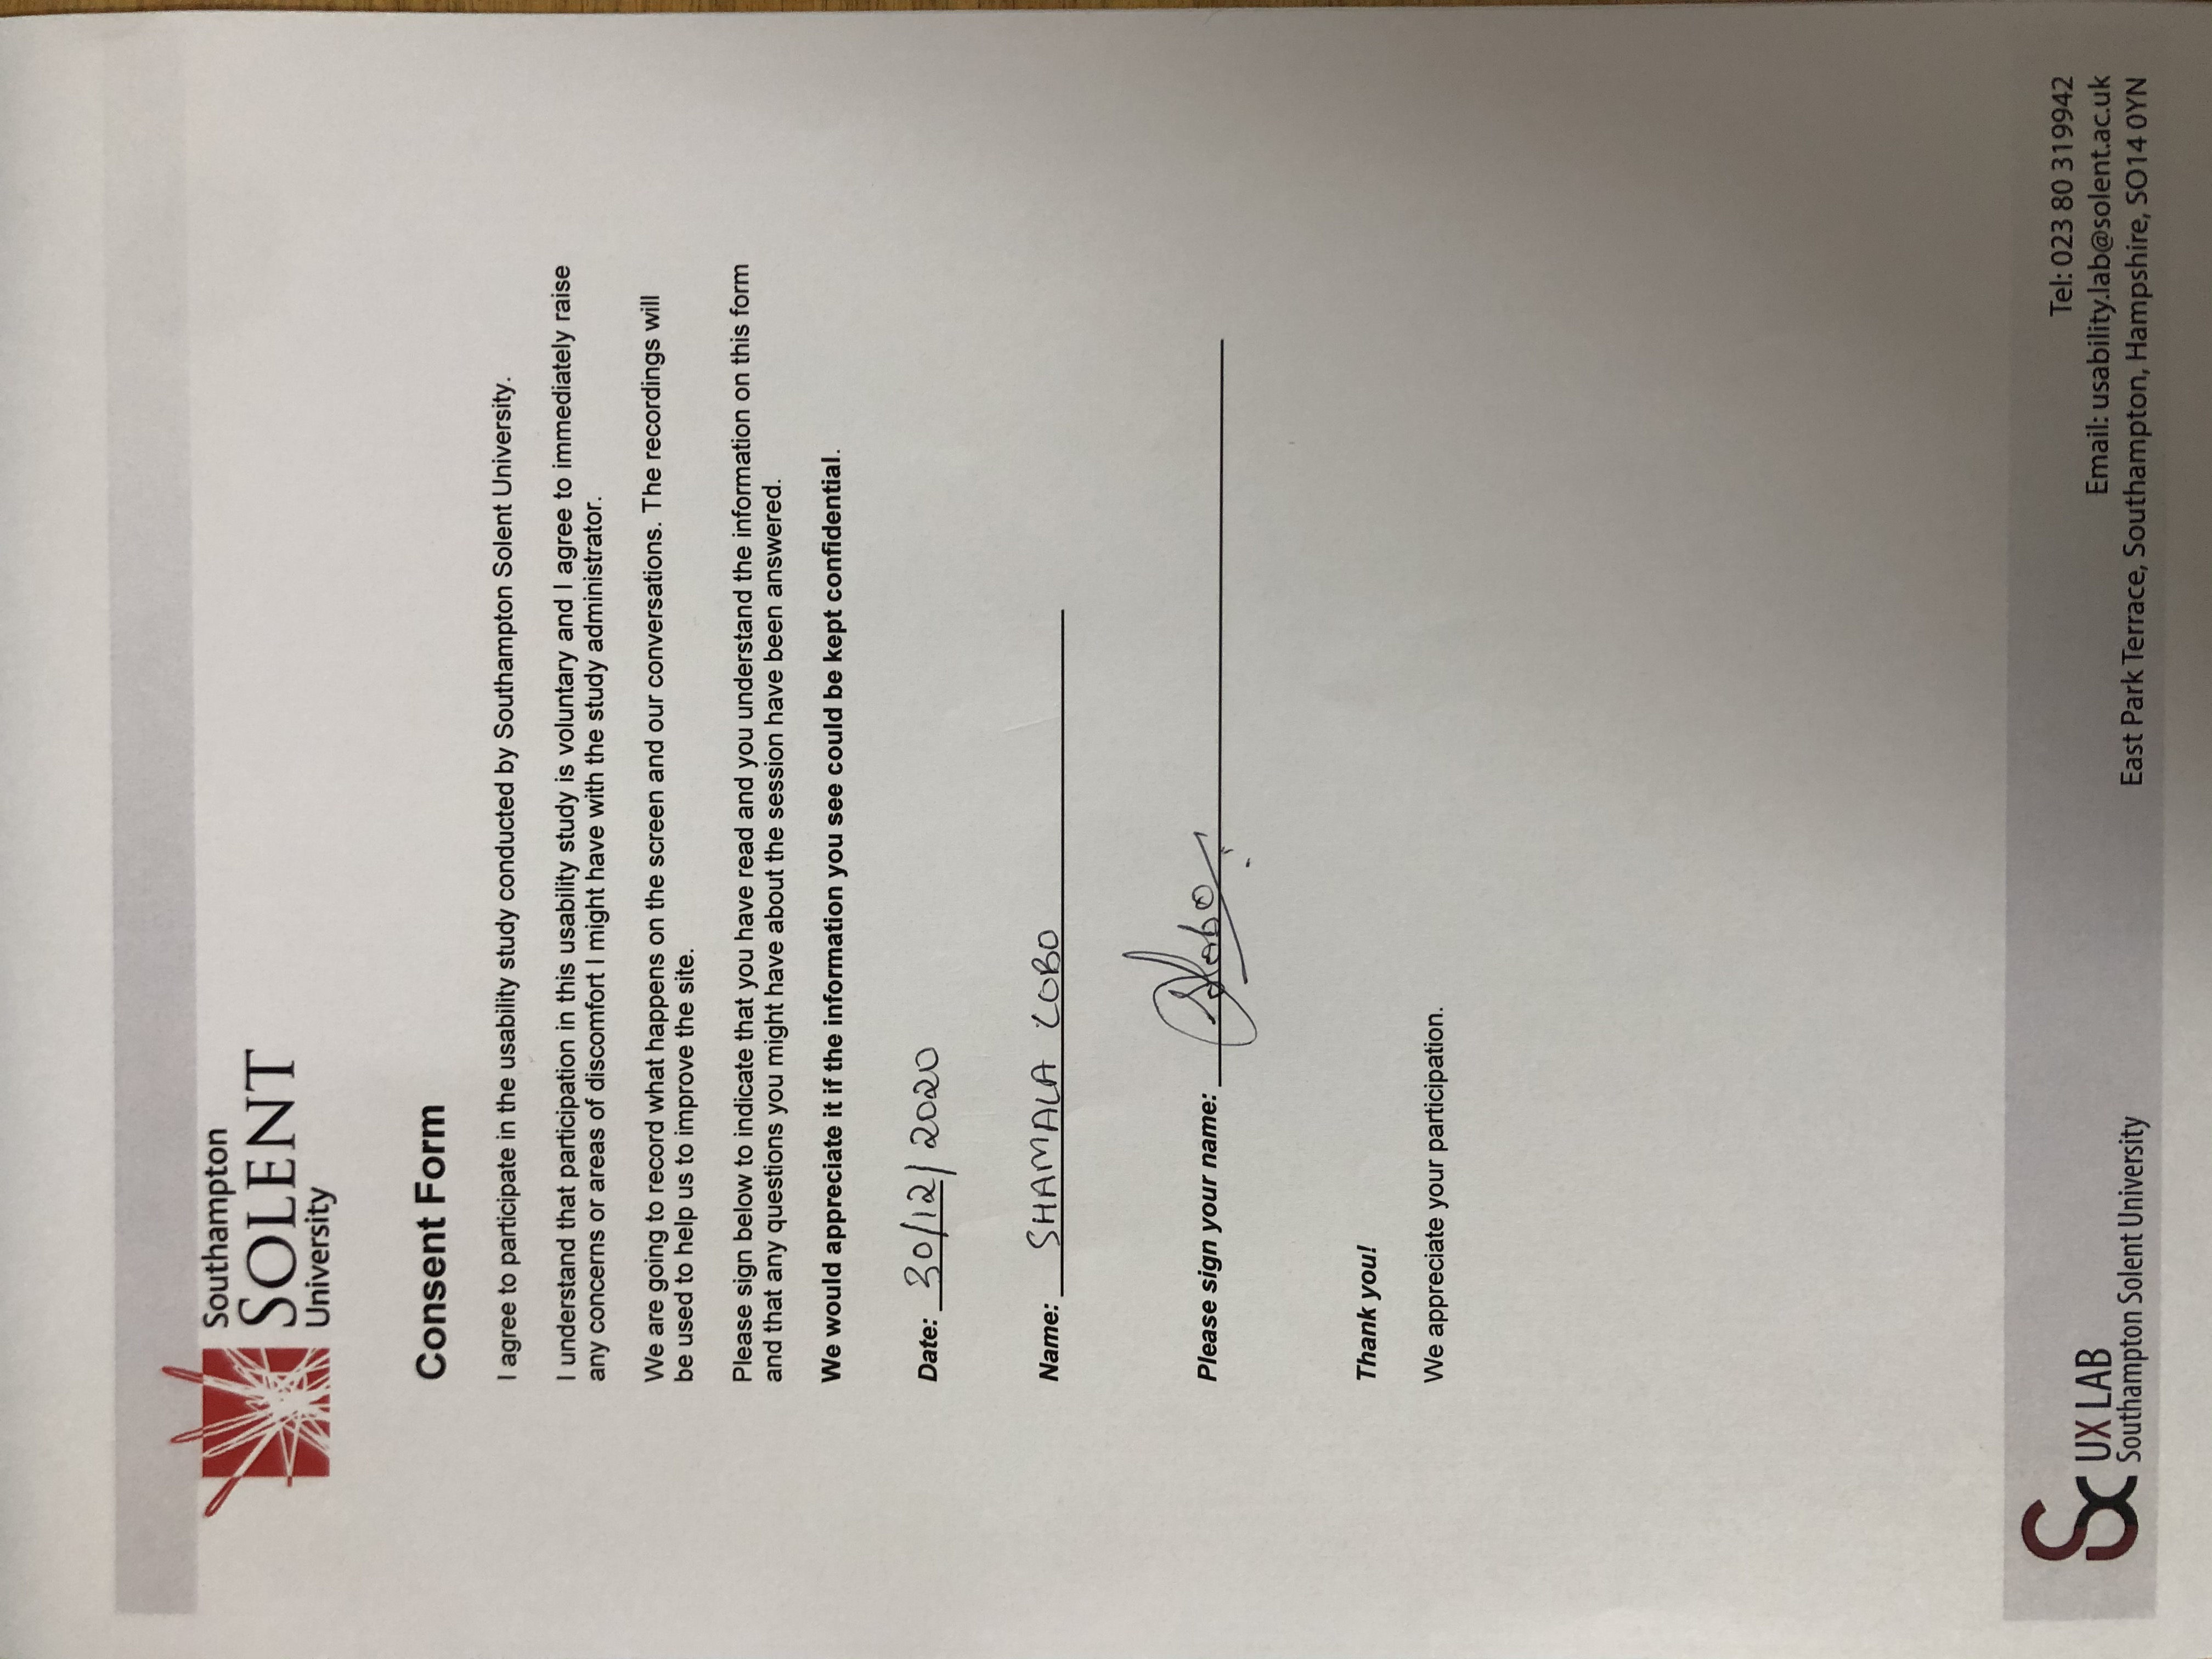 Southampton
SOLENT
University
Consent Form
I agree to participate in the usability study conducted by Southampton Solent University.
I understand that participation in this usability study is voluntary and I agree to immediately raise
any concerns or areas of discomfort I might have with the study administrator.
We are going to record what happens on the screen and our conversations. The recordings will
be used to help us to improve the site.
Please sign below to indicate that you have read and you understand the information on this form
and that any questions you might have about the session have been answered.
We would appreciate it if the information you see could be kept confidential.
Date: 30/12/2020
Name: SHAMALA LOBO
Please sign your name: SLobo
Thank you!
We appreciate your participation.
UX LAB
Southampton Solent University
Tel: 023 80 319942
Email: usability.lab@solent.ac.uk
East Park Terrace, Southampton, Hampshire, SO14 0YN